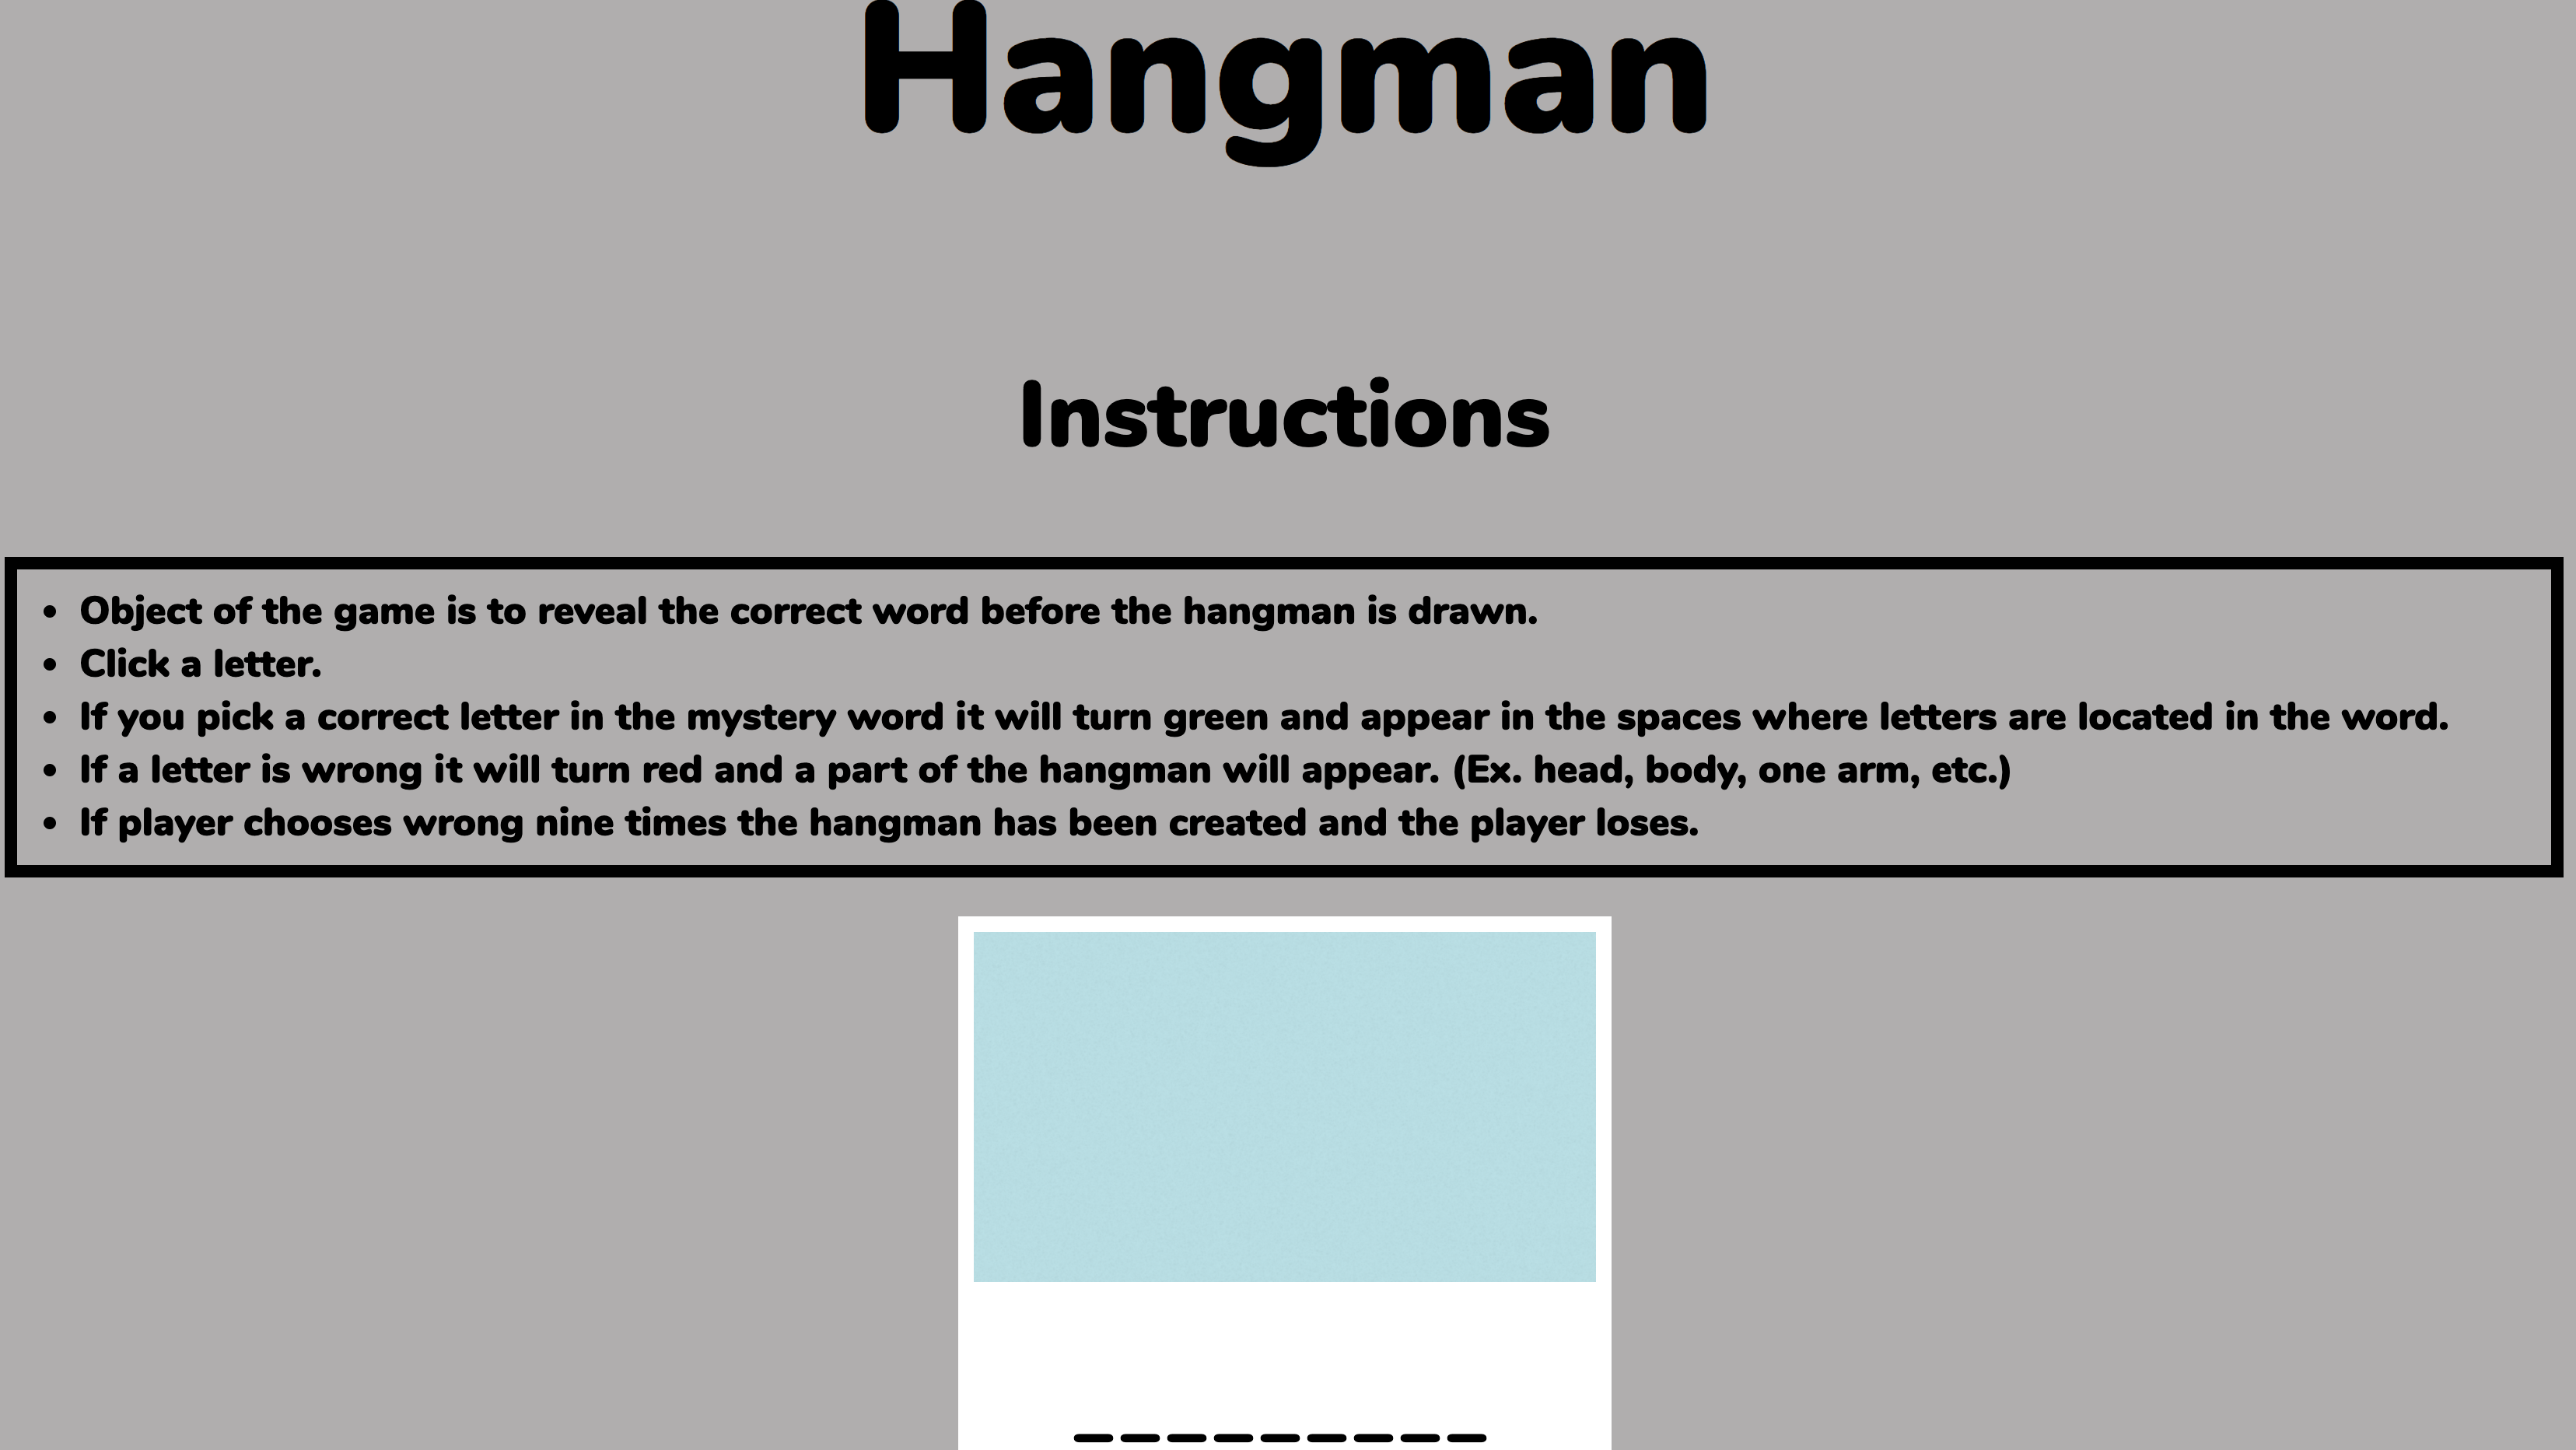 Hangman
Instructions
• Object of the game is to reveal the correct word before the hangman is drawn.
• Click a letter.
• If you pick a correct letter in the mystery word it will turn green and appear in the spaces where letters are located in the word.
• If a letter is wrong it will turn red and a part of the hangman will appear. (Ex. head, body, one arm, etc.)
• If player chooses wrong nine times the hangman has been created and the player loses.
_ _ _ _ _ _ _ _ _